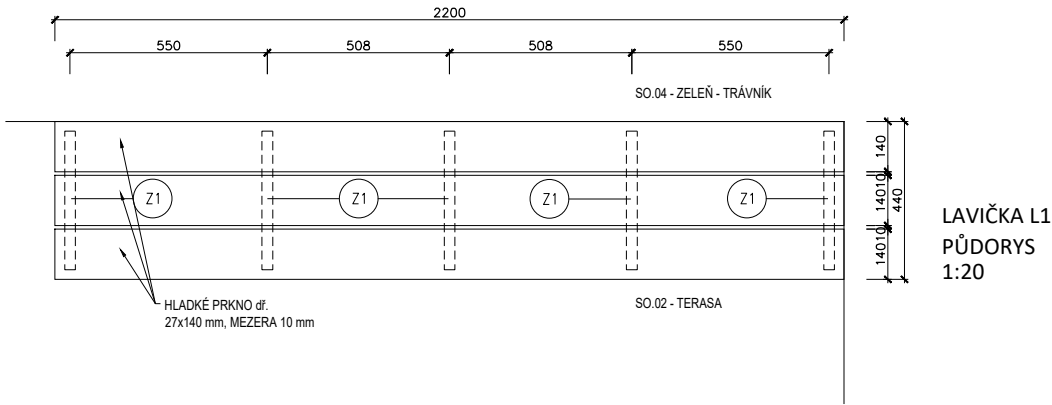 2200
550
508
508
550
SO.04 - ZELEŇ - TRÁVNÍK
Z1
Z1
Z1
Z1
140
10
140
10
140
440
LAVIČKA L1
PŮDORYS
1:20
HLADKÉ PRKNO dř.
27x140 mm, MEZERA 10 mm
SO.02 - TERASA